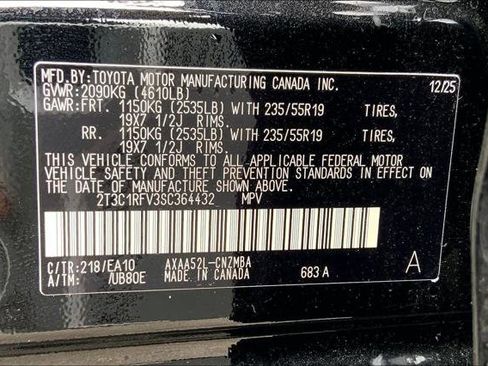 MFD.BY:TOYOTA MOTOR MANUFACTURING CANADA INC. 12/25
GVWR:2090KG (4610LB)
GAWR:FRT. 1150KG (2535LB) WITH 235/55R19 TIRES,
19X7 1/2J RIMS.
RR. 1150KG (2535LB) WITH 235/55R19 TIRES,
19X7 1/2J RIMS.
THIS VEHICLE CONFORMS TO ALL APPLICABLE FEDERAL MOTOR
VEHICLE SAFETY AND THEFT PREVENTION STANDARDS IN EFFECT ON
THE DATE OF MANUFACTURE SHOWN ABOVE.
2T3C1RFV3SC364432 MPV
C/TR:218/EA10 AXAA52L-CNZMBA
A/TM: /UB80E MADE IN CANADA 683A A